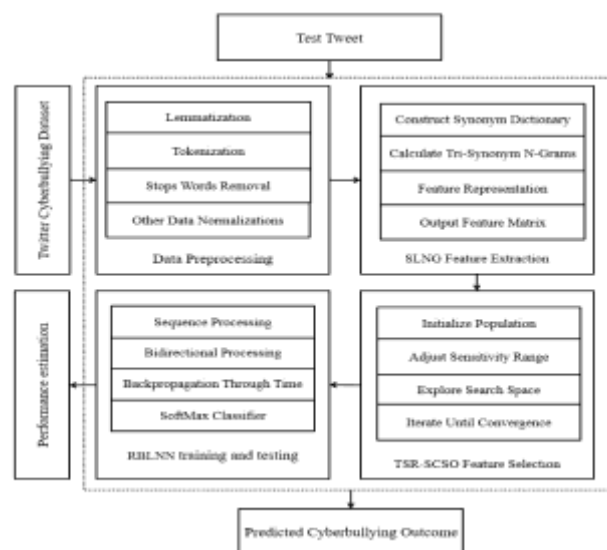 Test Tweet
Twitter Cyberbullying Dataset
Lemmatization
Tokenization
Stops Words Removal
Other Data Normalizations
Data Preprocessing
Construct Synonym Dictionary
Calculate Tri-Synonym N-Grams
Feature Representation
Output Feature Matrix
SLNG Feature Extraction
Performance estimation
Sequence Processing
Bidirectional Processing
Backpropagation Through Time
SoftMax Classifier
RBLNN training and testing
Initialize Population
Adjust Sensitivity Range
Explore Search Space
Iterate Until Convergence
TSR-SCSO Feature Selection
Predicted Cyberbullying Outcome